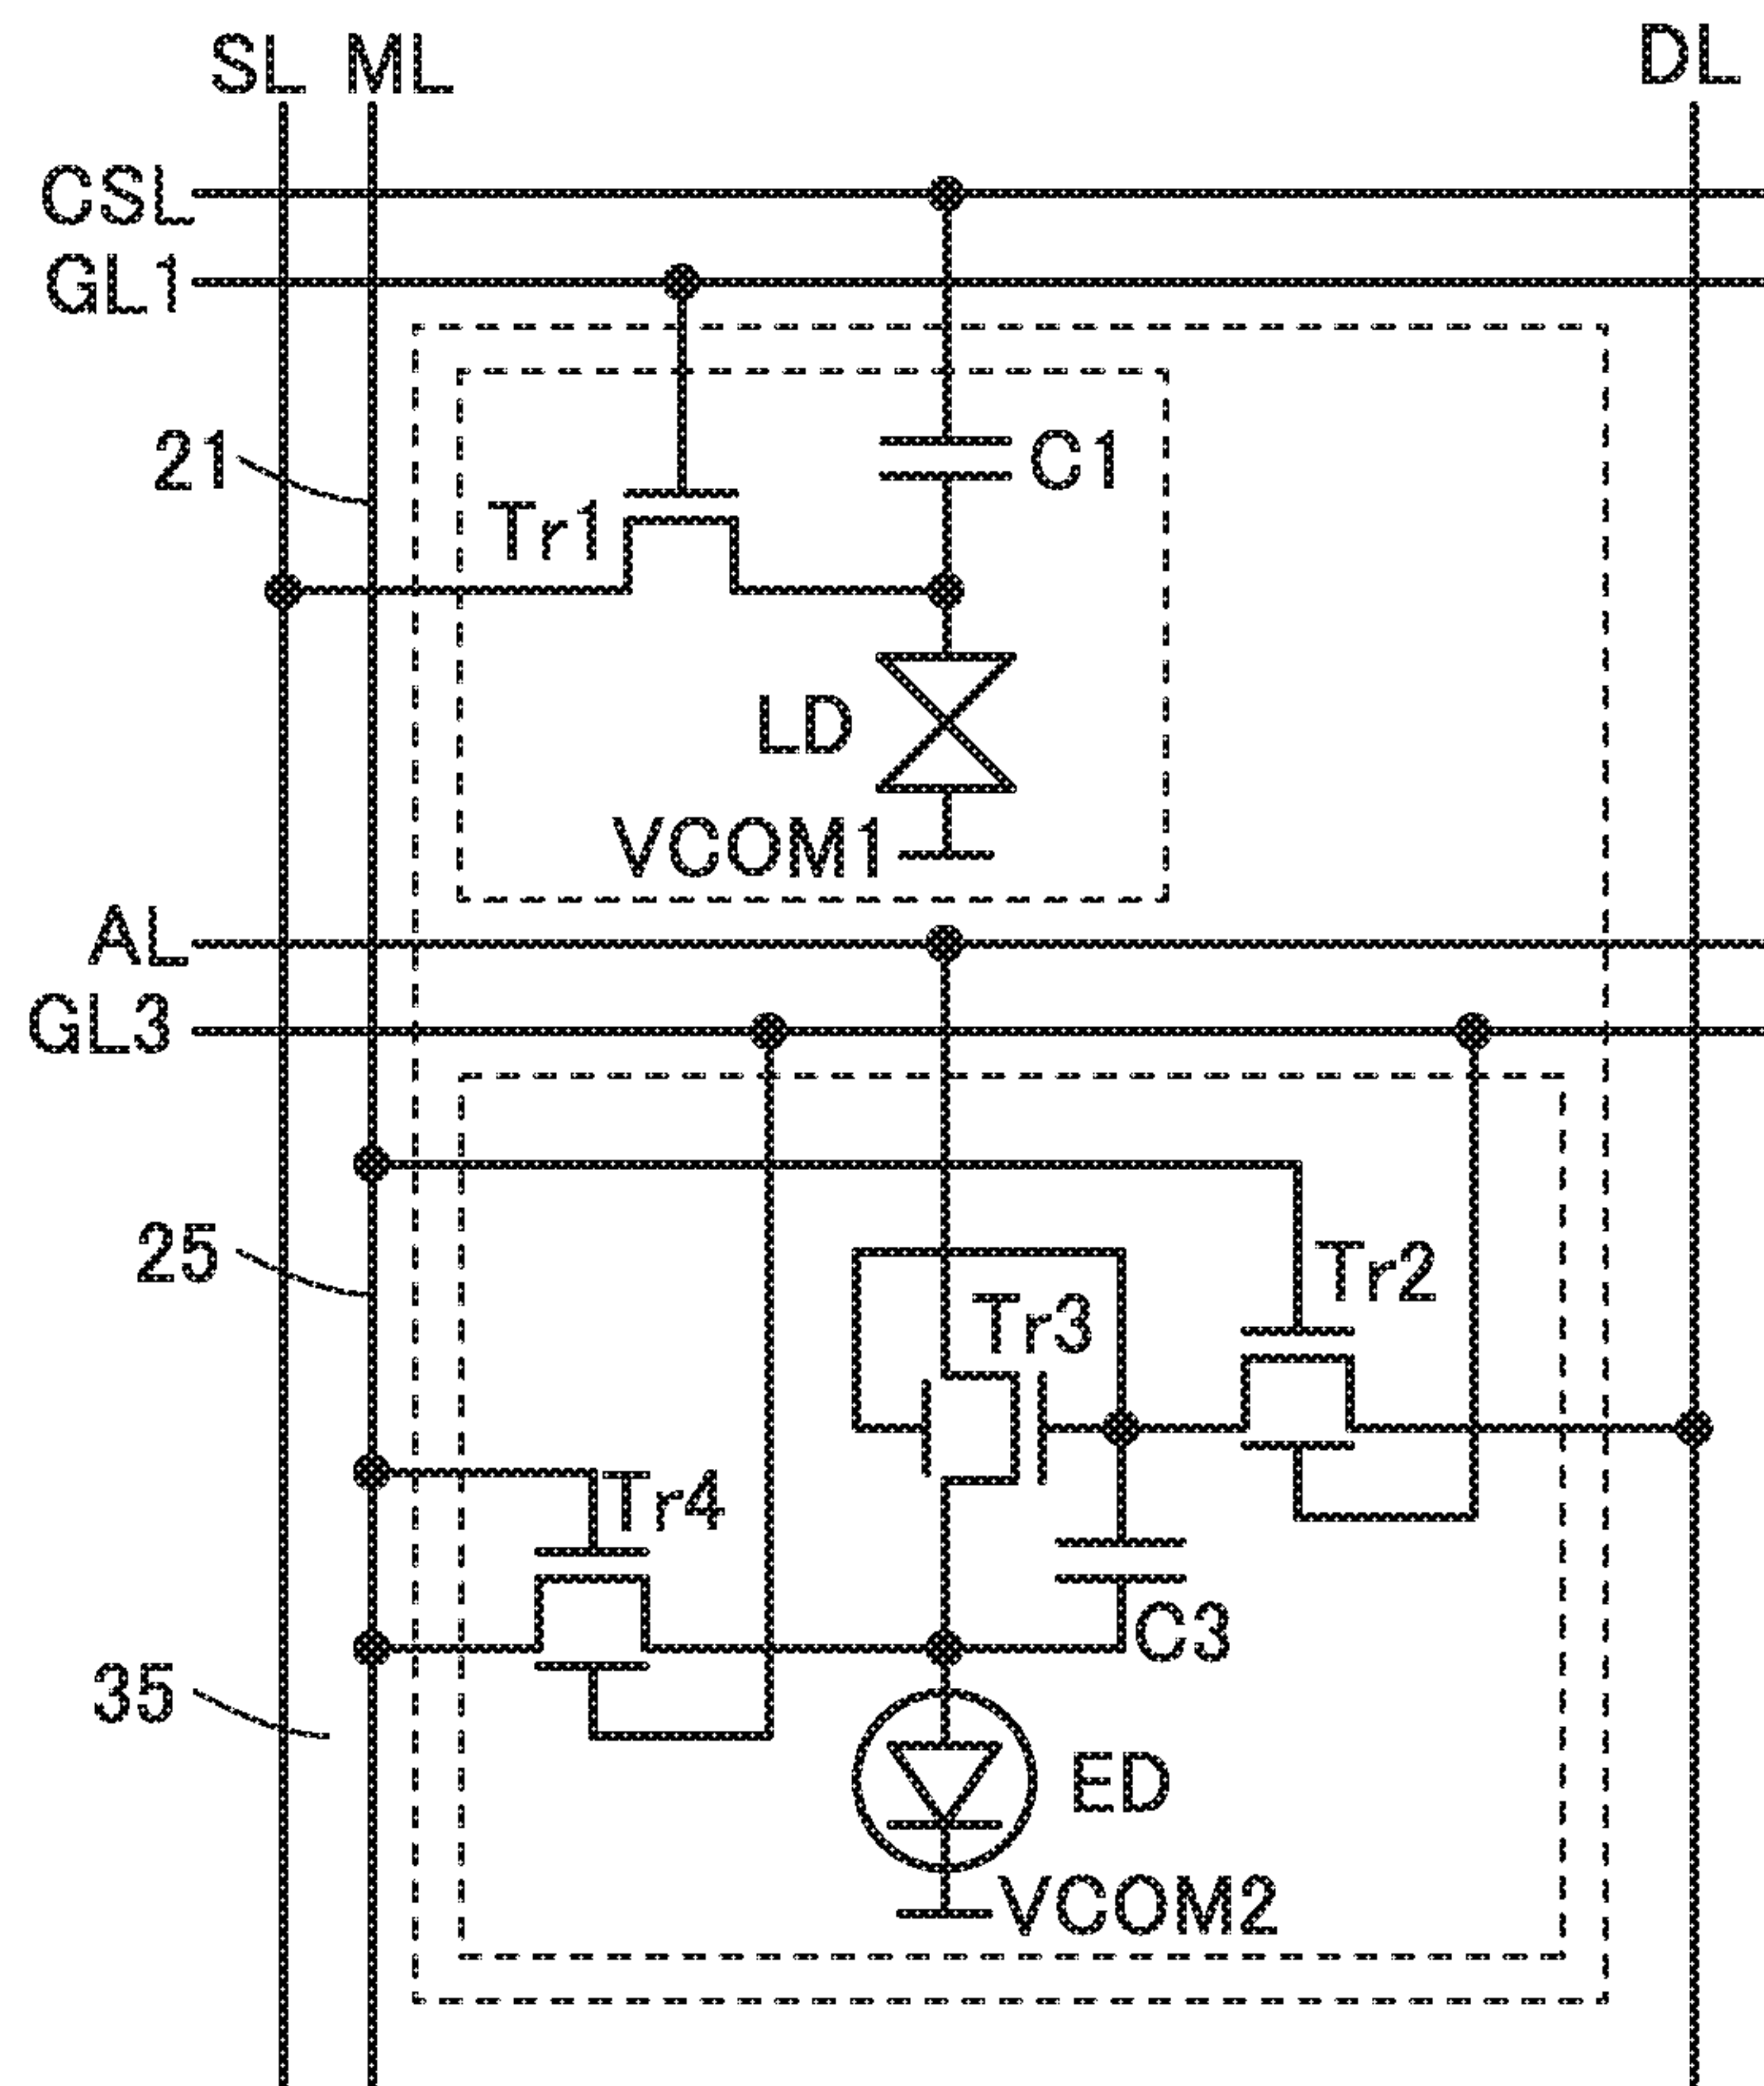 SL ML DL
CSL
GL1
21
C1
Tr1
LD
VCOM1
AL
GL3
25
Tr2
Tr3
Tr4
C3
35
ED
VCOM2